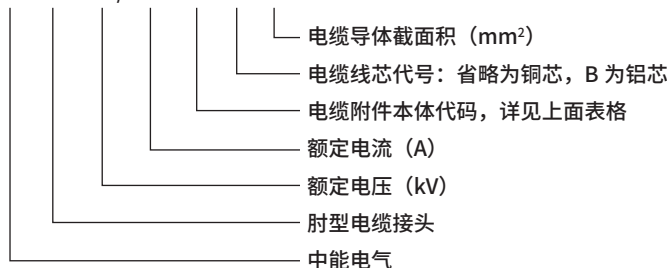 电缆导体截面积（mm²）
电缆线芯代号：省略为铜芯，B 为铝芯
电缆附件本体代码，详见上面表格
额定电流（A）
额定电压（kV）
肘型电缆接头
中能电气